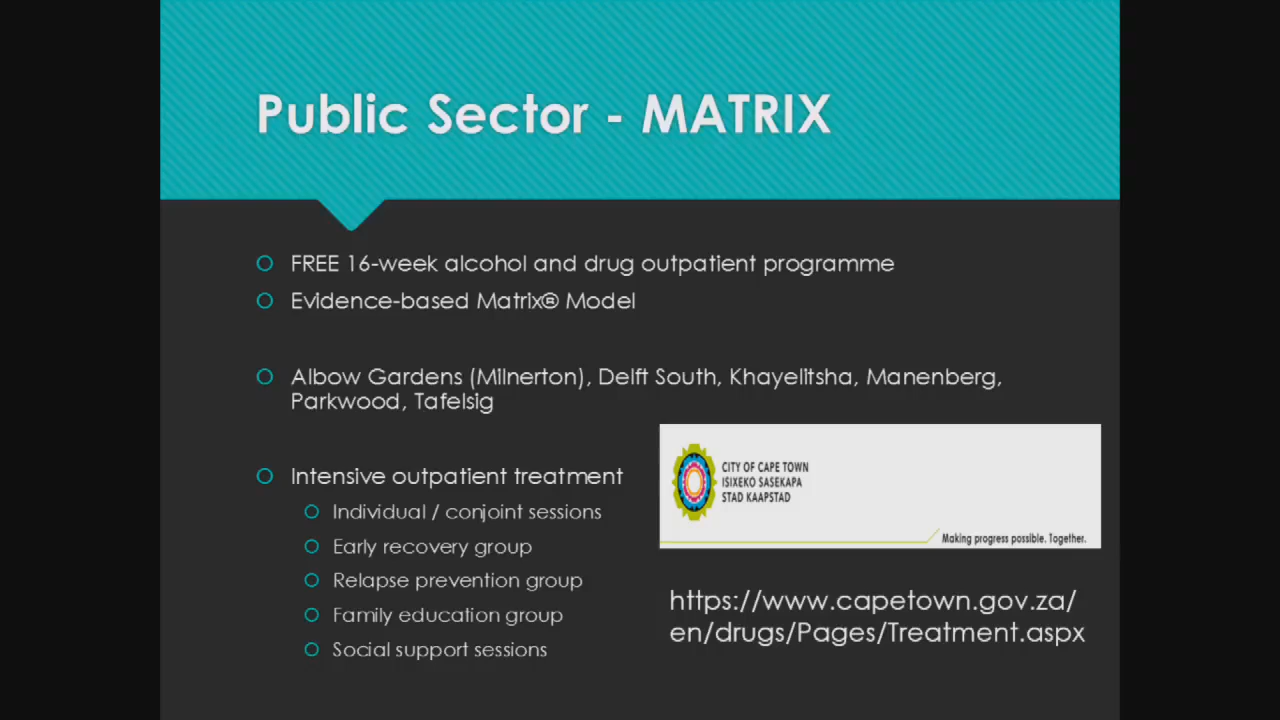 Public Sector - MATRIX
FREE 16-week alcohol and drug outpatient programme
Evidence-based Matrix® Model
Albow Gardens (Milnerton), Delft South, Khayelitsha, Manenberg,
Parkwood, Tafelsig
Intensive outpatient treatment
Individual / conjoint sessions
Early recovery group
Relapse prevention group
Family education group
Social support sessions
CITY OF CAPE TOWN
ISIXEKO SASEKAPA
STAD KAAPSTAD
Making progress possible. Together.
https://www.capetown.gov.za/
en/drugs/Pages/Treatment.aspx